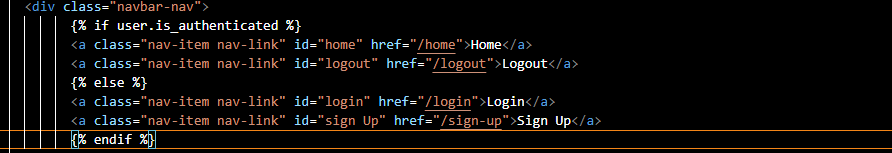 <div class="navbar-nav">
{% if user.is_authenticated %}
<a class="nav-item nav-link" id="home" href="/home">Home</a>
<a class="nav-item nav-link" id="logout" href="/logout">Logout</a>
{% else %}
<a class="nav-item nav-link" id="login" href="/login">Login</a>
<a class="nav-item nav-link" id="sign Up" href="/sign-up">Sign Up</a>
{% endif %}